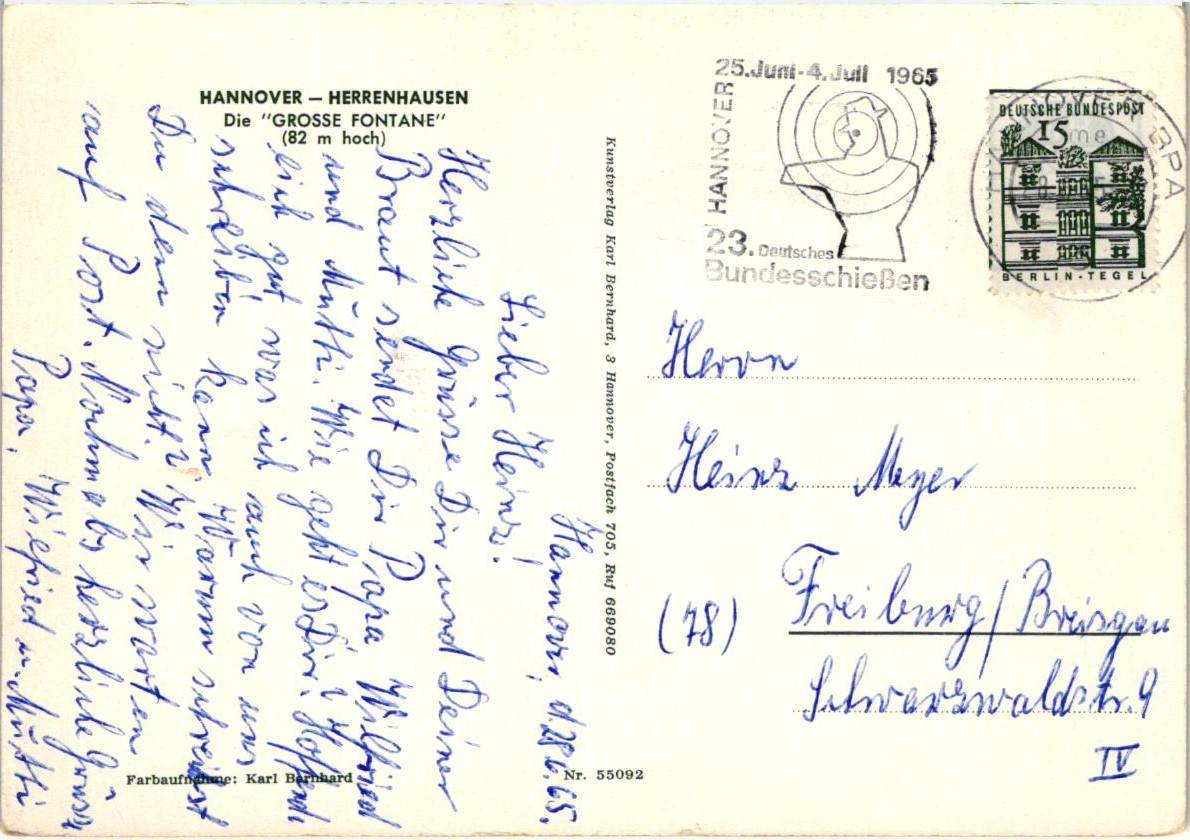 HANNOVER — HERRENHAUSEN
Die "GROSSE FONTANE"
(82 m hoch)
Hannover, d. 28.6.65.
Lieber Heinz!
Herzliche Grüsse Dir und Deiner
Braut sendet Dir Papa Wilfried
und Mutti. Wie geht es Dir? Hoffendl
lich gut was ich auch von uns
schreiben kann. Warum schreibst
Du denn nicht? Wir warten
auf Post. Nochmals herzliche Grüsse
Papa, Wilfried u. Mutti
Farbaufnahme: Karl Bernhard
Nr. 55092
Kunstverlag Karl Bernhard, 3 Hannover, Postfach 705, Ruf 669080
25. Juni - 4. Juli 1965
HANNOVER
23. Deutsches
Bundesschießen
DEUTSCHE BUNDESPOST
15
BERLIN-TEGEL
BPA
Herrn
Heinz Meyer
(78) Freiburg / Breisgau
Schwarzwaldstr. 9
IV